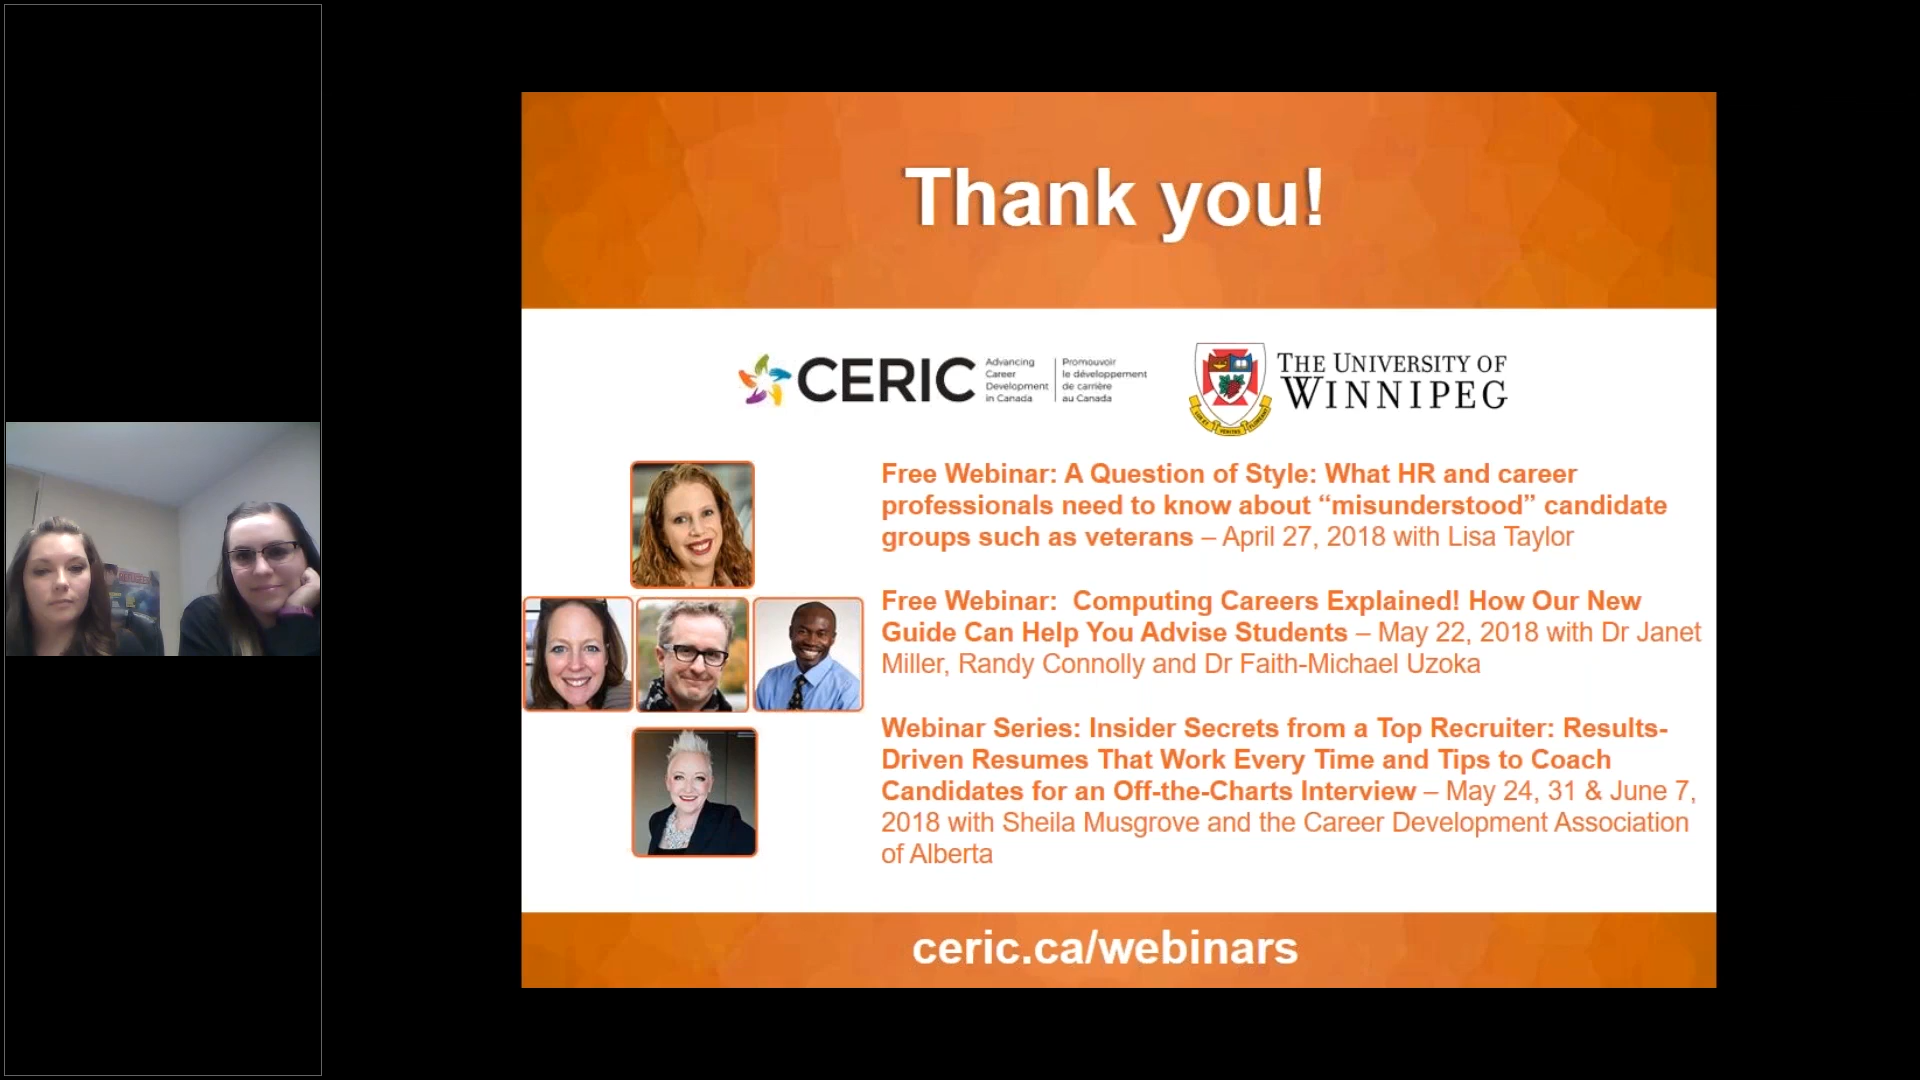 Thank you!
CERIC
Advancing
Career
Development
in Canada
Promouvoir
le développement
de carrière
au Canada
THE UNIVERSITY OF
WINNIPEG
Free Webinar: A Question of Style: What HR and career
professionals need to know about “misunderstood” candidate
groups such as veterans – April 27, 2018 with Lisa Taylor
Free Webinar:  Computing Careers Explained! How Our New
Guide Can Help You Advise Students – May 22, 2018 with Dr Janet
Miller, Randy Connolly and Dr Faith-Michael Uzoka
Webinar Series: Insider Secrets from a Top Recruiter: Results-
Driven Resumes That Work Every Time and Tips to Coach
Candidates for an Off-the-Charts Interview – May 24, 31 & June 7,
2018 with Sheila Musgrove and the Career Development Association
of Alberta
ceric.ca/webinars